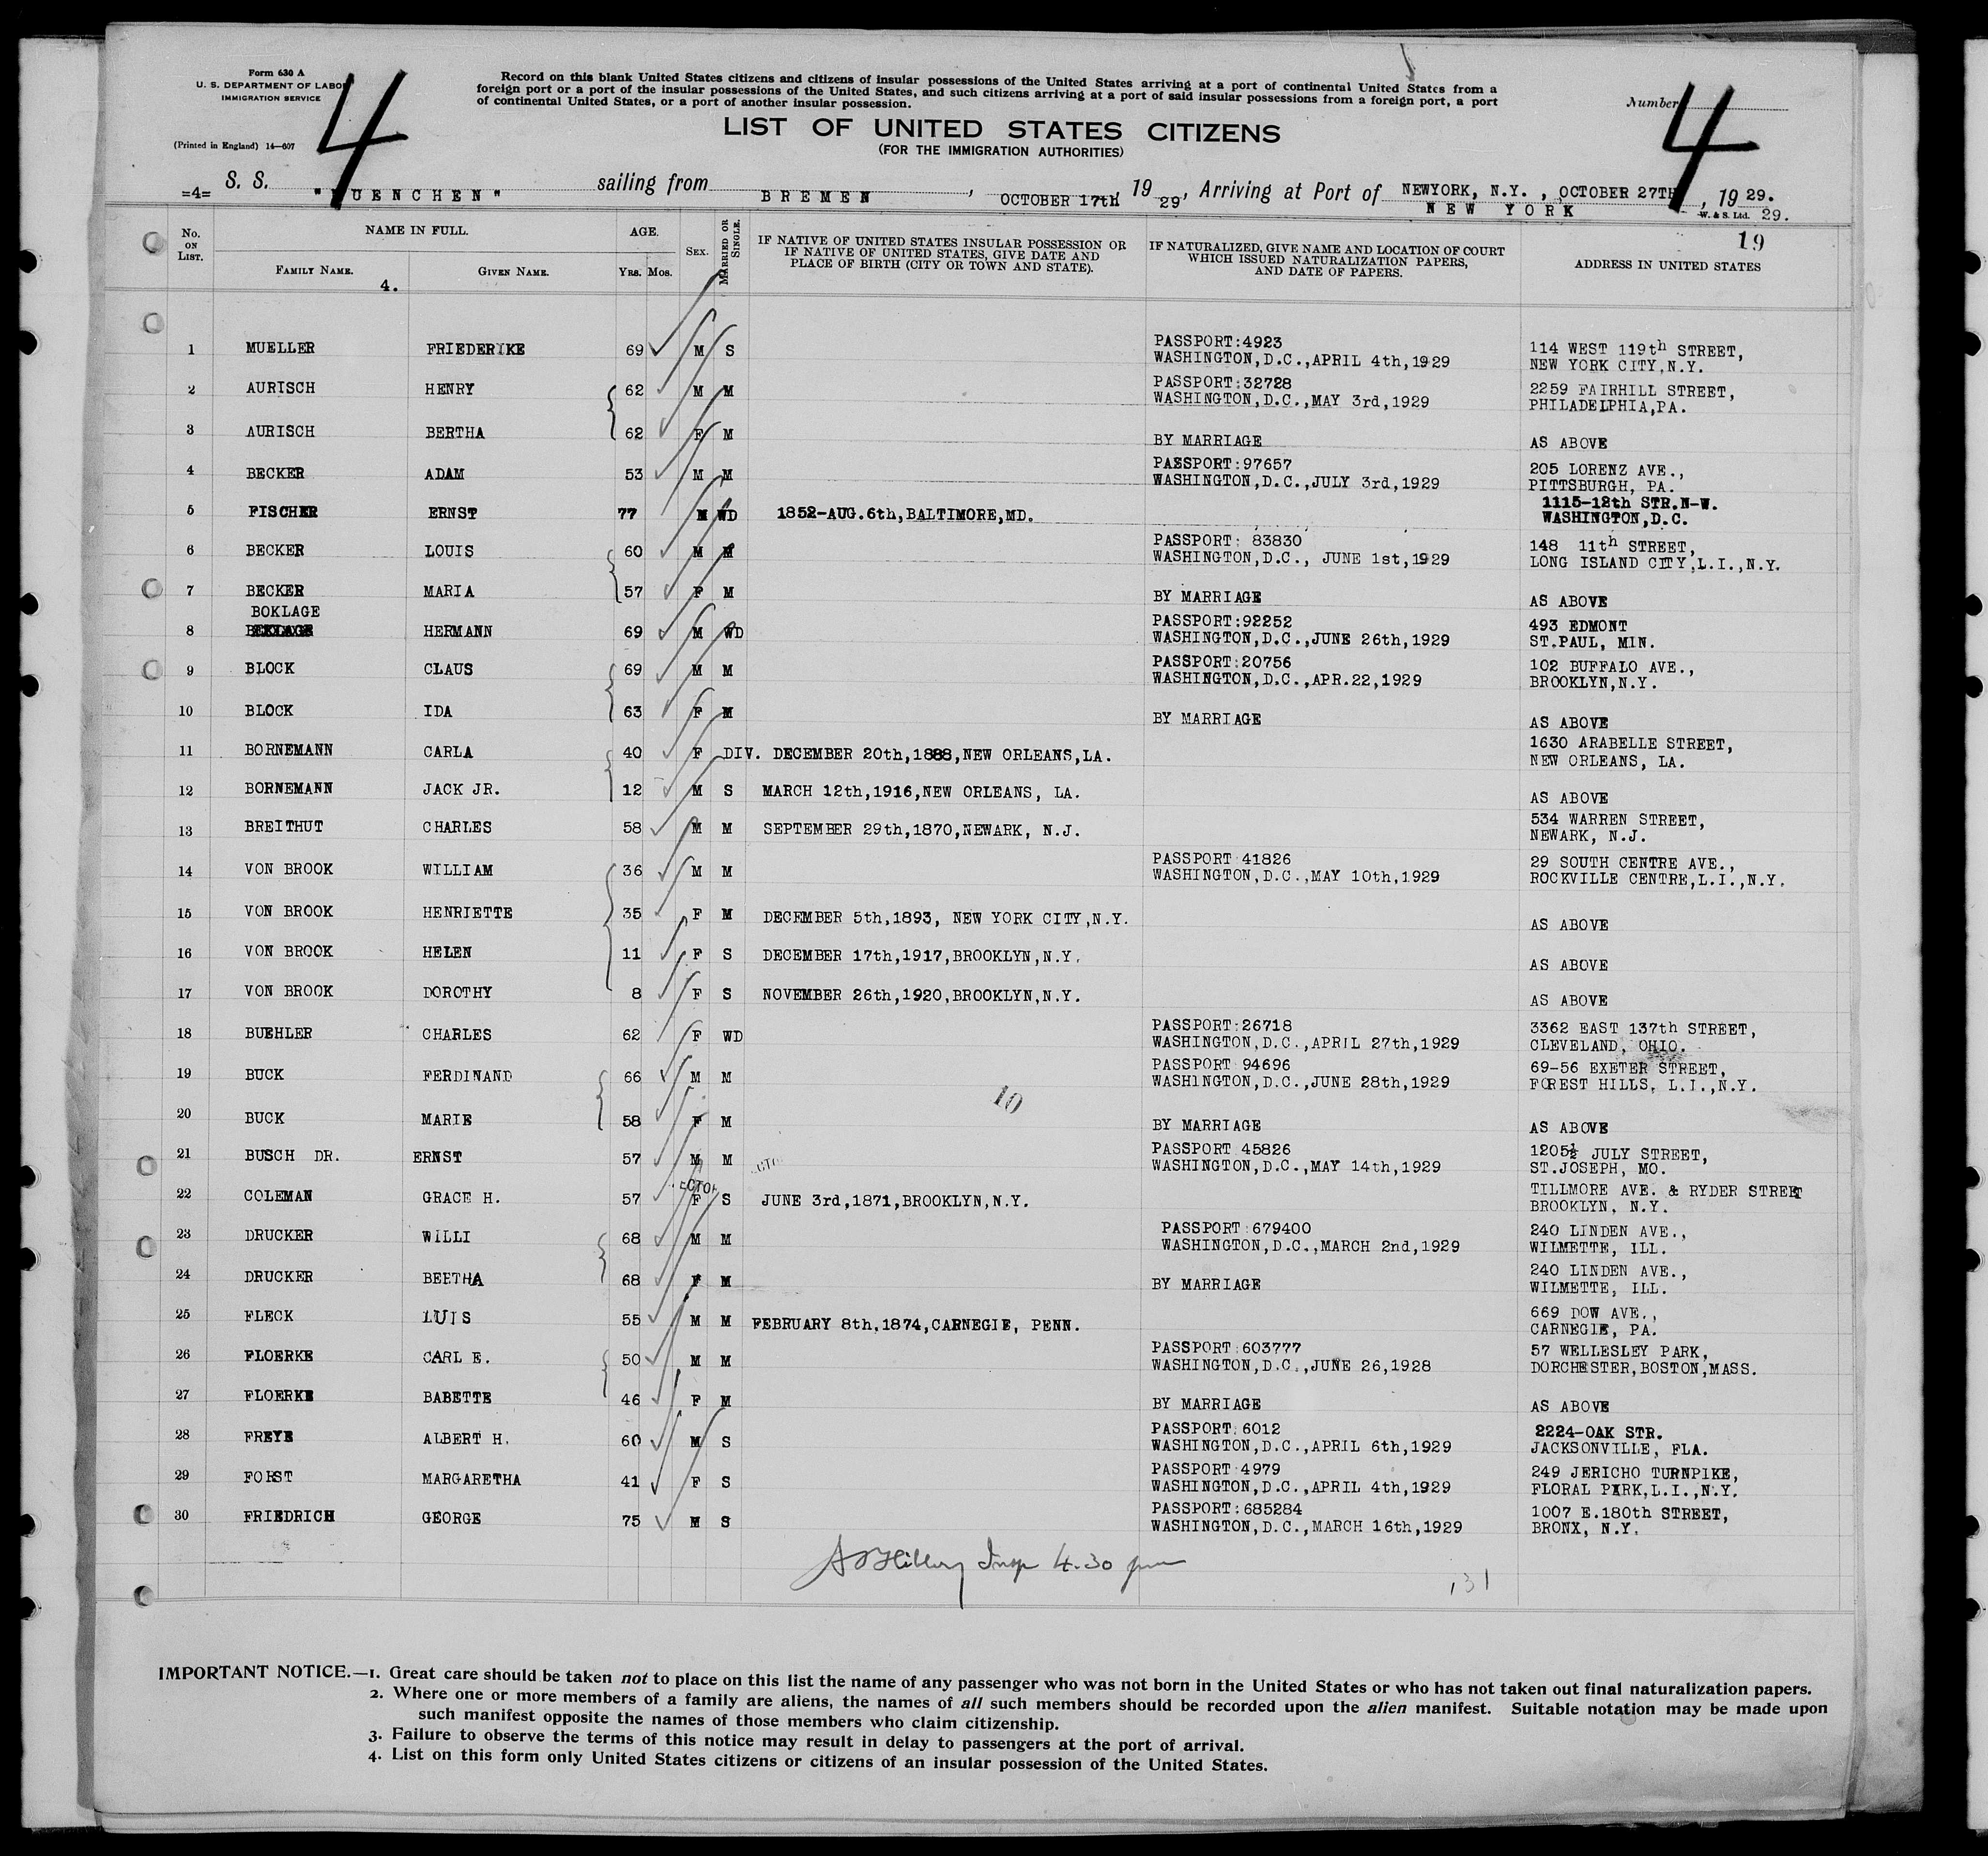 Form 630 A
U. S. DEPARTMENT OF LABOR
IMMIGRATION SERVICE
(Printed in England) 14—607
4
Record on this blank United States citizens and citizens of insular possessions of the United States arriving at a port of continental United States from a
foreign port or a port of the insular possessions of the United States, and such citizens arriving at a port of said insular possessions from a foreign port, a port
of continental United States, or a port of another insular possession.
Number
4
LIST OF UNITED STATES CITIZENS
(FOR THE IMMIGRATION AUTHORITIES)
=4= S. S. "MUENCHEN" sailing from BREMEN, OCTOBER 17th, 1929, Arriving at Port of NEWYORK, N.Y., OCTOBER 27TH, 1929.
NEW YORK W. & S. Ltd. 29.
19
No. ON LIST. NAME IN FULL. AGE. SEX. MARRIED OR SINGLE. IF NATIVE OF UNITED STATES INSULAR POSSESSION OR IF NATIVE OF UNITED STATES, GIVE DATE AND PLACE OF BIRTH (CITY OR TOWN AND STATE). IF NATURALIZED, GIVE NAME AND LOCATION OF COURT WHICH ISSUED NATURALIZATION PAPERS, AND DATE OF PAPERS. ADDRESS IN UNITED STATES
FAMILY NAME. GIVEN NAME. YRS. MOS.
4.
1 MUELLER FRIEDERIKE 69 M S PASSPORT:4923 114 WEST 119th STREET,
WASHINGTON,D.C.,APRIL 4th,1929 NEW YORK CITY,N.Y.
2 AURISCH HENRY 62 M M PASSPORT:32728 2259 FAIRHILL STREET,
WASHINGTON,D.C.,MAY 3rd,1929 PHILADELPHIA,PA.
3 AURISCH BERTHA 62 F M BY MARRIAGE AS ABOVE
4 BECKER ADAM 53 M M PASSPORT:97657 205 LORENZ AVE.,
WASHINGTON,D.C.,JULY 3rd,1929 PITTSBURGH, PA.
5 FISCHER ERNST 77 M WD 1852-AUG.6th,BALTIMORE,MD. 1115-12th STR.N-W.
WASHINGTON,D.C.
6 BECKER LOUIS 60 M M PASSPORT: 83830 148 11th STREET,
WASHINGTON,D.C., JUNE 1st,1929 LONG ISLAND CITY,L.I.,N.Y.
7 BECKER MARIA 57 F M BY MARRIAGE AS ABOVE
BOKLAGE
8 HERMANN 69 M WD PASSPORT:92252 493 EDMONT
WASHINGTON,D.C.,JUNE 26th,1929 ST.PAUL, MIN.
9 BLOCK CLAUS 69 M M PASSPORT:20756 102 BUFFALO AVE.,
WASHINGTON,D.C.,APR.22,1929 BROOKLYN,N.Y.
10 BLOCK IDA 63 F M BY MARRIAGE AS ABOVE
11 BORNEMANN CARLA 40 F DIV. DECEMBER 20th,1888,NEW ORLEANS,LA. 1630 ARABELLE STREET,
NEW ORLEANS, LA.
12 BORNEMANN JACK JR. 12 M S MARCH 12th,1916,NEW ORLEANS, LA. AS ABOVE
13 BREITHUT CHARLES 58 M M SEPTEMBER 29th,1870,NEWARK, N.J. 534 WARREN STREET,
NEWARK, N.J.
14 VON BROOK WILLIAM 36 M M PASSPORT 41826 29 SOUTH CENTRE AVE.,
WASHINGTON,D.C.,MAY 10th,1929 ROCKVILLE CENTRE,L.I.,N.Y.
15 VON BROOK HENRIETTE 35 F M DECEMBER 5th,1893, NEW YORK CITY,N.Y. AS ABOVE
16 VON BROOK HELEN 11 F S DECEMBER 17th,1917,BROOKLYN,N.Y. AS ABOVE
17 VON BROOK DOROTHY 8 F S NOVEMBER 26th,1920,BROOKLYN,N.Y. AS ABOVE
18 BUEHLER CHARLES 62 F WD PASSPORT:26718 3362 EAST 137th STREET,
WASHINGTON,D.C.,APRIL 27th,1929 CLEVELAND, OHIO.
19 BUCK FERDINAND 66 M M PASSPORT 94696 69-56 EXETER STREET,
WASHINGTON,D.C.,JUNE 28th,1929 FOREST HILLS, L.I.,N.Y.
10
20 BUCK MARIE 58 F M BY MARRIAGE AS ABOVE
21 BUSCH DR. ERNST 57 M M PASSPORT 45826 1205½ JULY STREET,
WASHINGTON,D.C.,MAY 14th,1929 ST.JOSEPH, MO.
22 COLEMAN GRACE H. 57 F S JUNE 3rd,1871,BROOKLYN,N.Y. TILLMORE AVE. & RYDER STREET
BROOKLYN, N.Y.
23 DRUCKER WILLI 68 M M PASSPORT:679400 240 LINDEN AVE.,
WASHINGTON,D.C.,MARCH 2nd,1929 WILMETTE, ILL.
24 DRUCKER BERTHA 68 F M BY MARRIAGE 240 LINDEN AVE.,
WILMETTE, ILL.
25 FLECK LUIS 55 M M FEBRUARY 8th,1874,CARNEGIE, PENN. 669 DOW AVE.,
CARNEGIE, PA.
26 FLOERKE CARL E. 50 M M PASSPORT:603777 57 WELLESLEY PARK,
WASHINGTON,D.C.,JUNE 26,1928 DORCHESTER,BOSTON,MASS.
27 FLOERKE BABETTE 46 F M BY MARRIAGE AS ABOVE
28 FREYE ALBERT H. 60 M S PASSPORT:6012 2224-OAK STR.
WASHINGTON,D.C.,APRIL 6th,1929 JACKSONVILLE, FLA.
29 FORST MARGARETHA 41 F S PASSPORT 4979 249 JERICHO TURNPIKE,
WASHINGTON,D.C.,APRIL 4th,1929 FLORAL PARK,L.I.,N.Y.
30 FRIEDRICH GEORGE 75 M S PASSPORT:685284 1007 E.180th STREET,
WASHINGTON,D.C.,MARCH 16th,1929 BRONX, N.Y.
Insp 4.30 pm
131
IMPORTANT NOTICE.—1. Great care should be taken not to place on this list the name of any passenger who was not born in the United States or who has not taken out final naturalization papers.
2. Where one or more members of a family are aliens, the names of all such members should be recorded upon the alien manifest. Suitable notation may be made upon
such manifest opposite the names of those members who claim citizenship.
3. Failure to observe the terms of this notice may result in delay to passengers at the port of arrival.
4. List on this form only United States citizens or citizens of an insular possession of the United States.